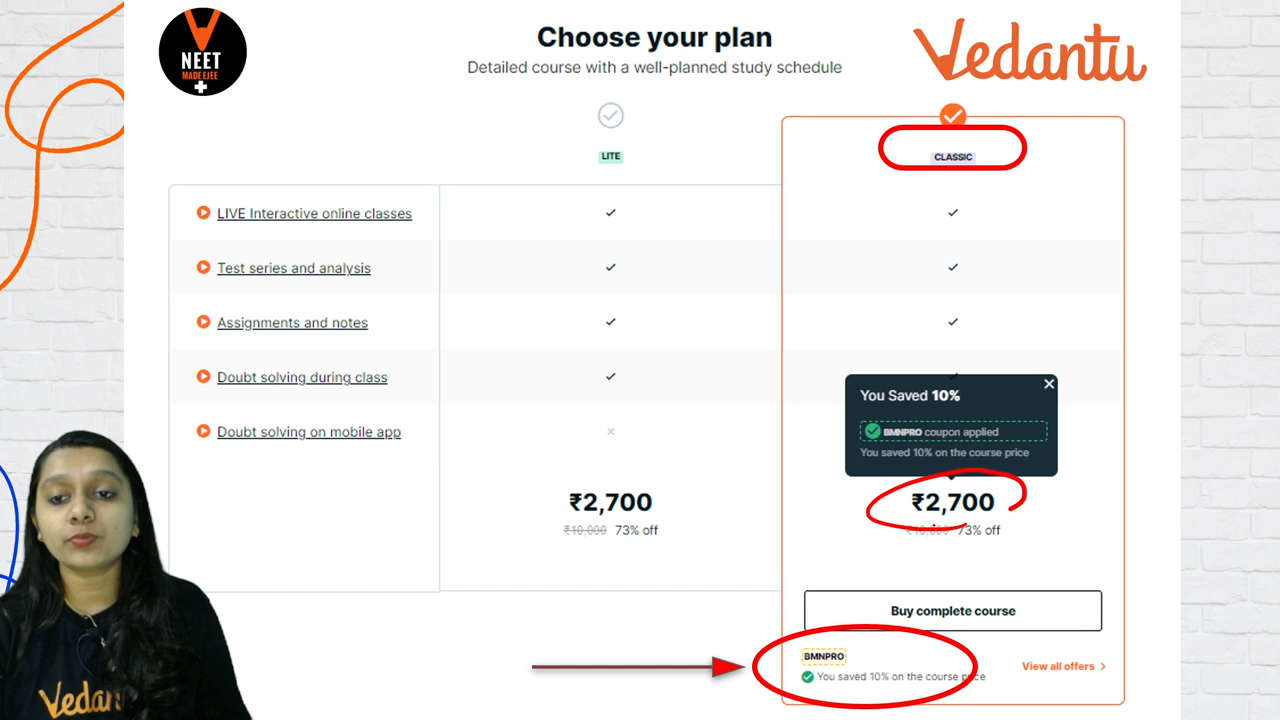 NEET
MADE EJEE
Choose your plan
Detailed course with a well-planned study schedule
Vedantu
LITE
CLASSIC
LIVE Interactive online classes
Test series and analysis
Assignments and notes
Doubt solving during class
Doubt solving on mobile app
You Saved 10%
BMNPRO coupon applied
You saved 10% on the course price
₹2,700
₹10,000 73% off
₹2,700
₹10,000 73% off
Buy complete course
BMNPRO
You saved 10% on the course price
View all offers
Vedan